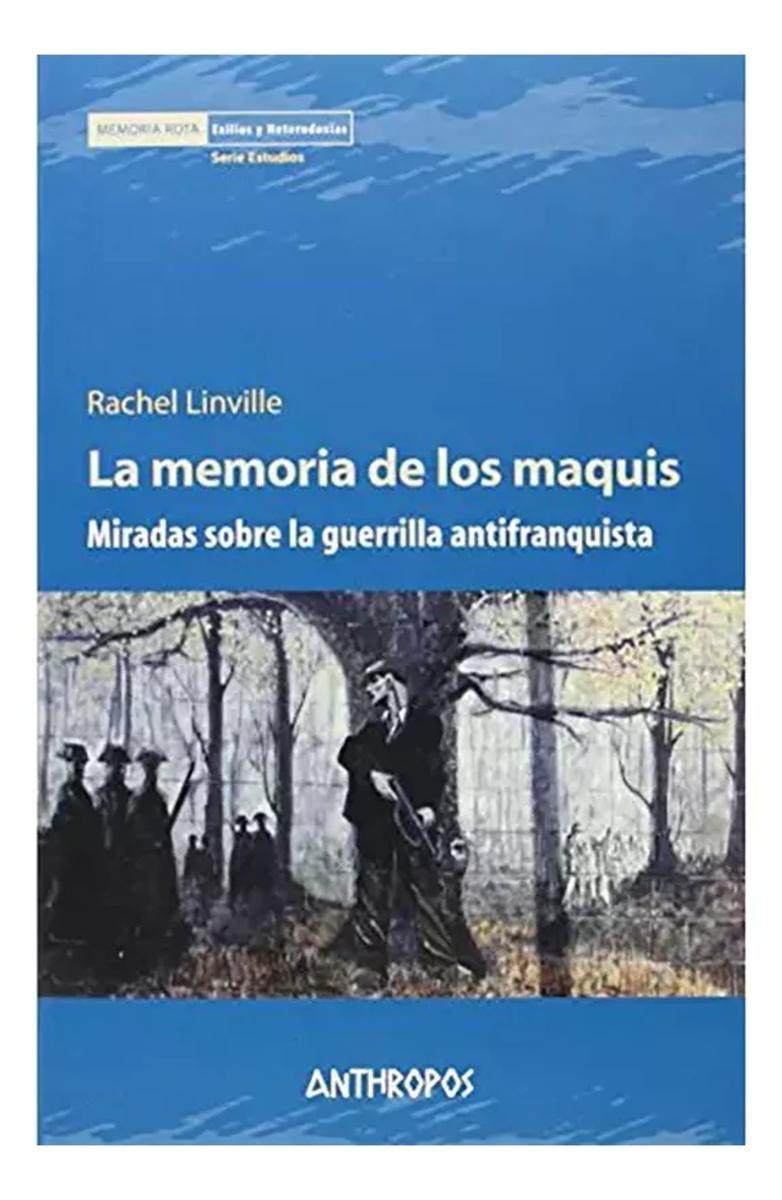 MEMORIA ROTA Exilios y Heterodoxias
Serie Estudios
Rachel Linville
La memoria de los maquis
Miradas sobre la guerrilla antifranquista
ANTHROPOS